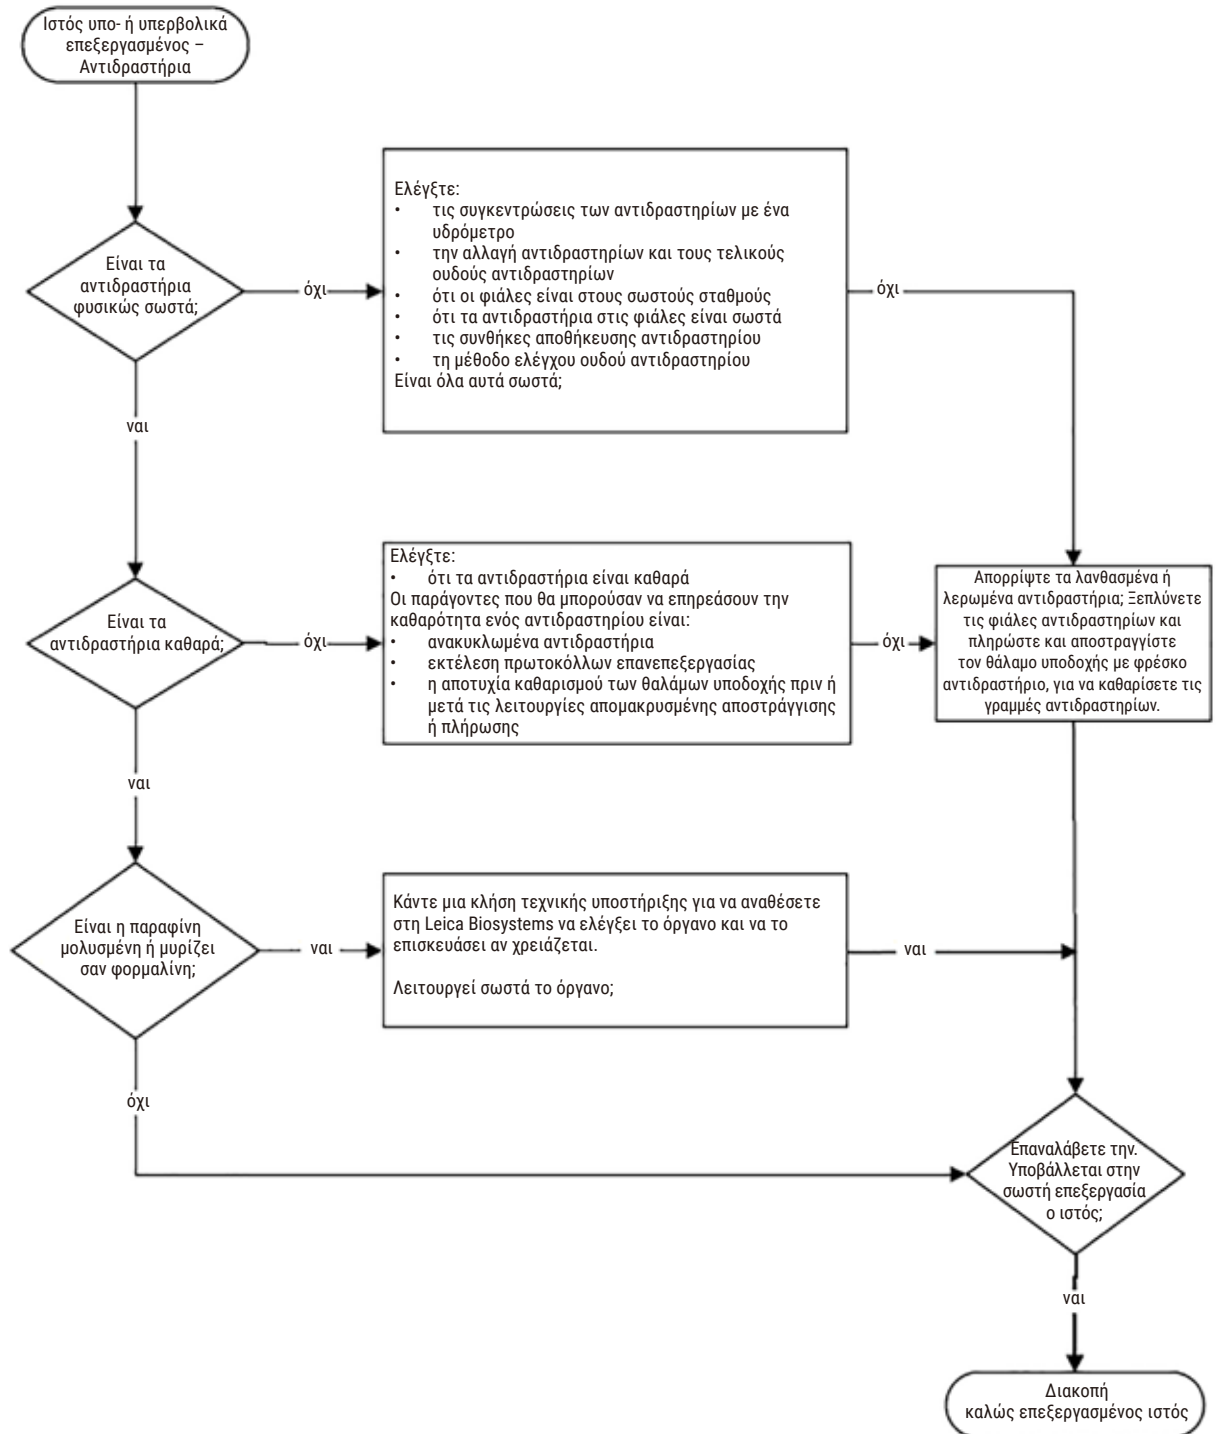 Ιστός υπο- ή υπερβολικά
επεξεργασμένος –
Αντιδραστήρια
Είναι τα
αντιδραστήρια
φυσικώς σωστά;
όχι
Ελέγξτε:
• τις συγκεντρώσεις των αντιδραστηρίων με ένα
υδρόμετρο
• την αλλαγή αντιδραστηρίων και τους τελικούς
ουδούς αντιδραστηρίων
• ότι οι φιάλες είναι στους σωστούς σταθμούς
• ότι τα αντιδραστήρια στις φιάλες είναι σωστά
• τις συνθήκες αποθήκευσης αντιδραστηρίου
• τη μέθοδο ελέγχου ουδού αντιδραστηρίου
Είναι όλα αυτά σωστά;
όχι
ναι
Είναι τα
αντιδραστήρια καθαρά;
όχι
Ελέγξτε:
• ότι τα αντιδραστήρια είναι καθαρά
Οι παράγοντες που θα μπορούσαν να επηρεάσουν την
καθαρότητα ενός αντιδραστηρίου είναι:
• ανακυκλωμένα αντιδραστήρια
• εκτέλεση πρωτοκόλλων επανεπεξεργασίας
• η αποτυχία καθαρισμού των θαλάμων υποδοχής πριν ή
μετά τις λειτουργίες απομακρυσμένης αποστράγγισης
ή πλήρωσης
όχι
Απορρίψτε τα λανθασμένα ή
λερωμένα αντιδραστήρια; Ξεπλύνετε
τις φιάλες αντιδραστηρίων και
πληρώστε και αποστραγγίστε
τον θάλαμο υποδοχής με φρέσκο
αντιδραστήριο, για να καθαρίσετε τις
γραμμές αντιδραστηρίων.
ναι
Είναι η παραφίνη
μολυσμένη ή μυρίζει
σαν φορμαλίνη;
ναι
Κάντε μια κλήση τεχνικής υποστήριξης για να αναθέσετε
στη Leica Biosystems να ελέγξει το όργανο και να το
επισκευάσει αν χρειάζεται.
Λειτουργεί σωστά το όργανο;
ναι
όχι
Επαναλάβετε την.
Υποβάλλεται στην
σωστή επεξεργασία
ο ιστός;
ναι
Διακοπή
καλώς επεξεργασμένος ιστός